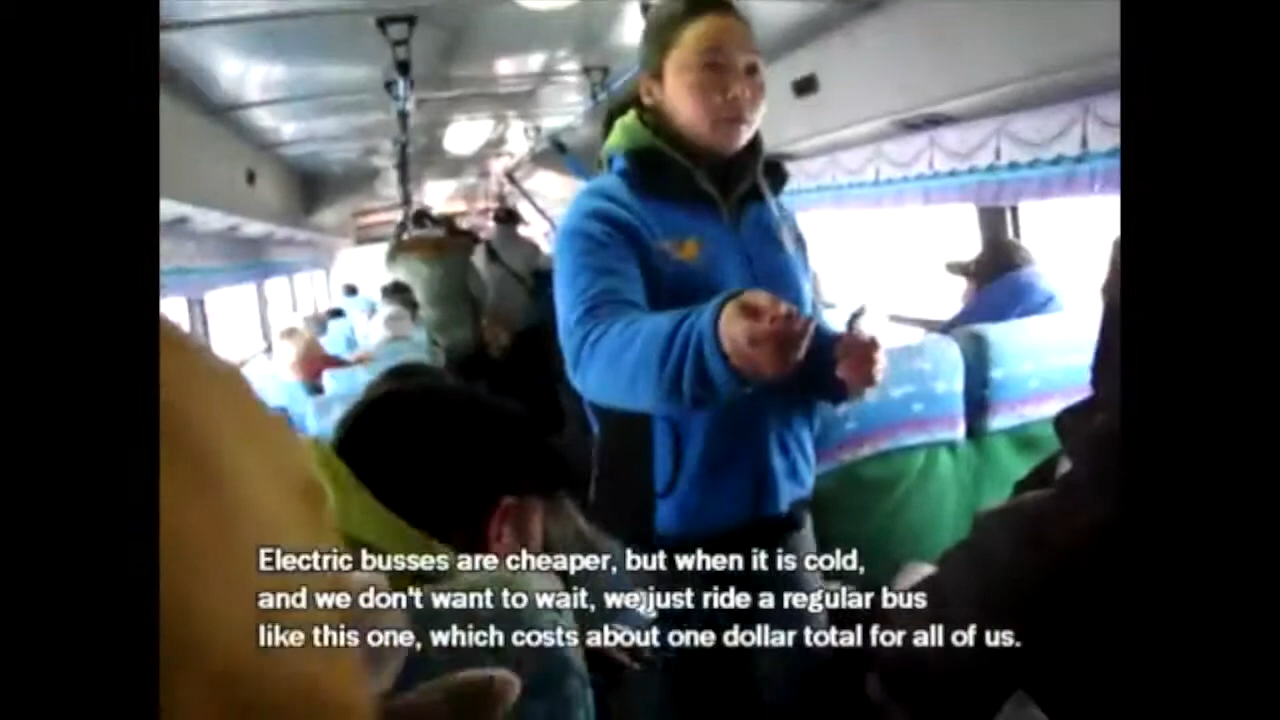 Electric busses are cheaper, but when it is cold,
and we don't want to wait, we just ride a regular bus
like this one, which costs about one dollar total for all of us.